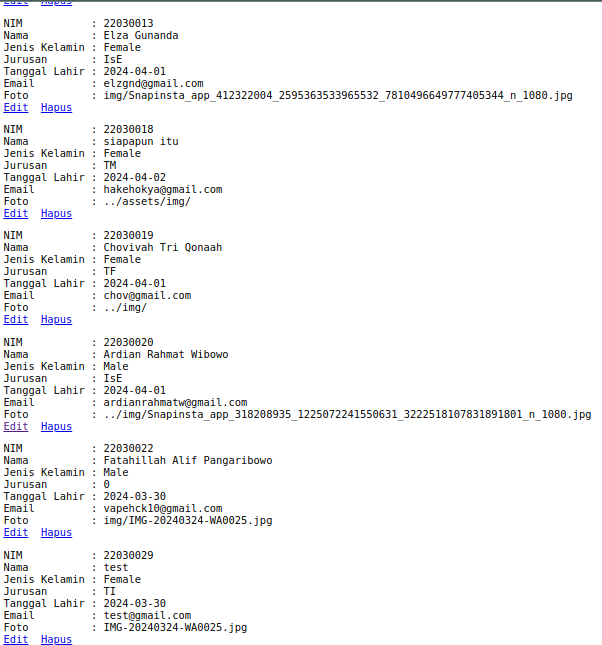 Edit  Hapus
NIM           : 22030013
Nama          : Elza Gunanda
Jenis Kelamin : Female
Jurusan       : IsE
Tanggal Lahir : 2024-04-01
Email         : elzgnd@gmail.com
Foto          : img/Snapinsta_app_412322004_2595363533965532_7810496649777405344_n_1080.jpg
Edit  Hapus
NIM           : 22030018
Nama          : siapapun itu
Jenis Kelamin : Female
Jurusan       : TM
Tanggal Lahir : 2024-04-02
Email         : hakehokya@gmail.com
Foto          : ../assets/img/
Edit  Hapus
NIM           : 22030019
Nama          : Chovivah Tri Qonaah
Jenis Kelamin : Female
Jurusan       : TF
Tanggal Lahir : 2024-04-01
Email         : chov@gmail.com
Foto          : ../img/
Edit  Hapus
NIM           : 22030020
Nama          : Ardian Rahmat Wibowo
Jenis Kelamin : Male
Jurusan       : IsE
Tanggal Lahir : 2024-04-01
Email         : ardianrahmatw@gmail.com
Foto          : ../img/Snapinsta_app_318208935_1225072241550631_3222518107831891801_n_1080.jpg
Edit  Hapus
NIM           : 22030022
Nama          : Fatahillah Alif Pangaribowo
Jenis Kelamin : Male
Jurusan       : 0
Tanggal Lahir : 2024-03-30
Email         : vapehck10@gmail.com
Foto          : img/IMG-20240324-WA0025.jpg
Edit  Hapus
NIM           : 22030029
Nama          : test
Jenis Kelamin : Female
Jurusan       : TI
Tanggal Lahir : 2024-03-30
Email         : test@gmail.com
Foto          : IMG-20240324-WA0025.jpg
Edit  Hapus